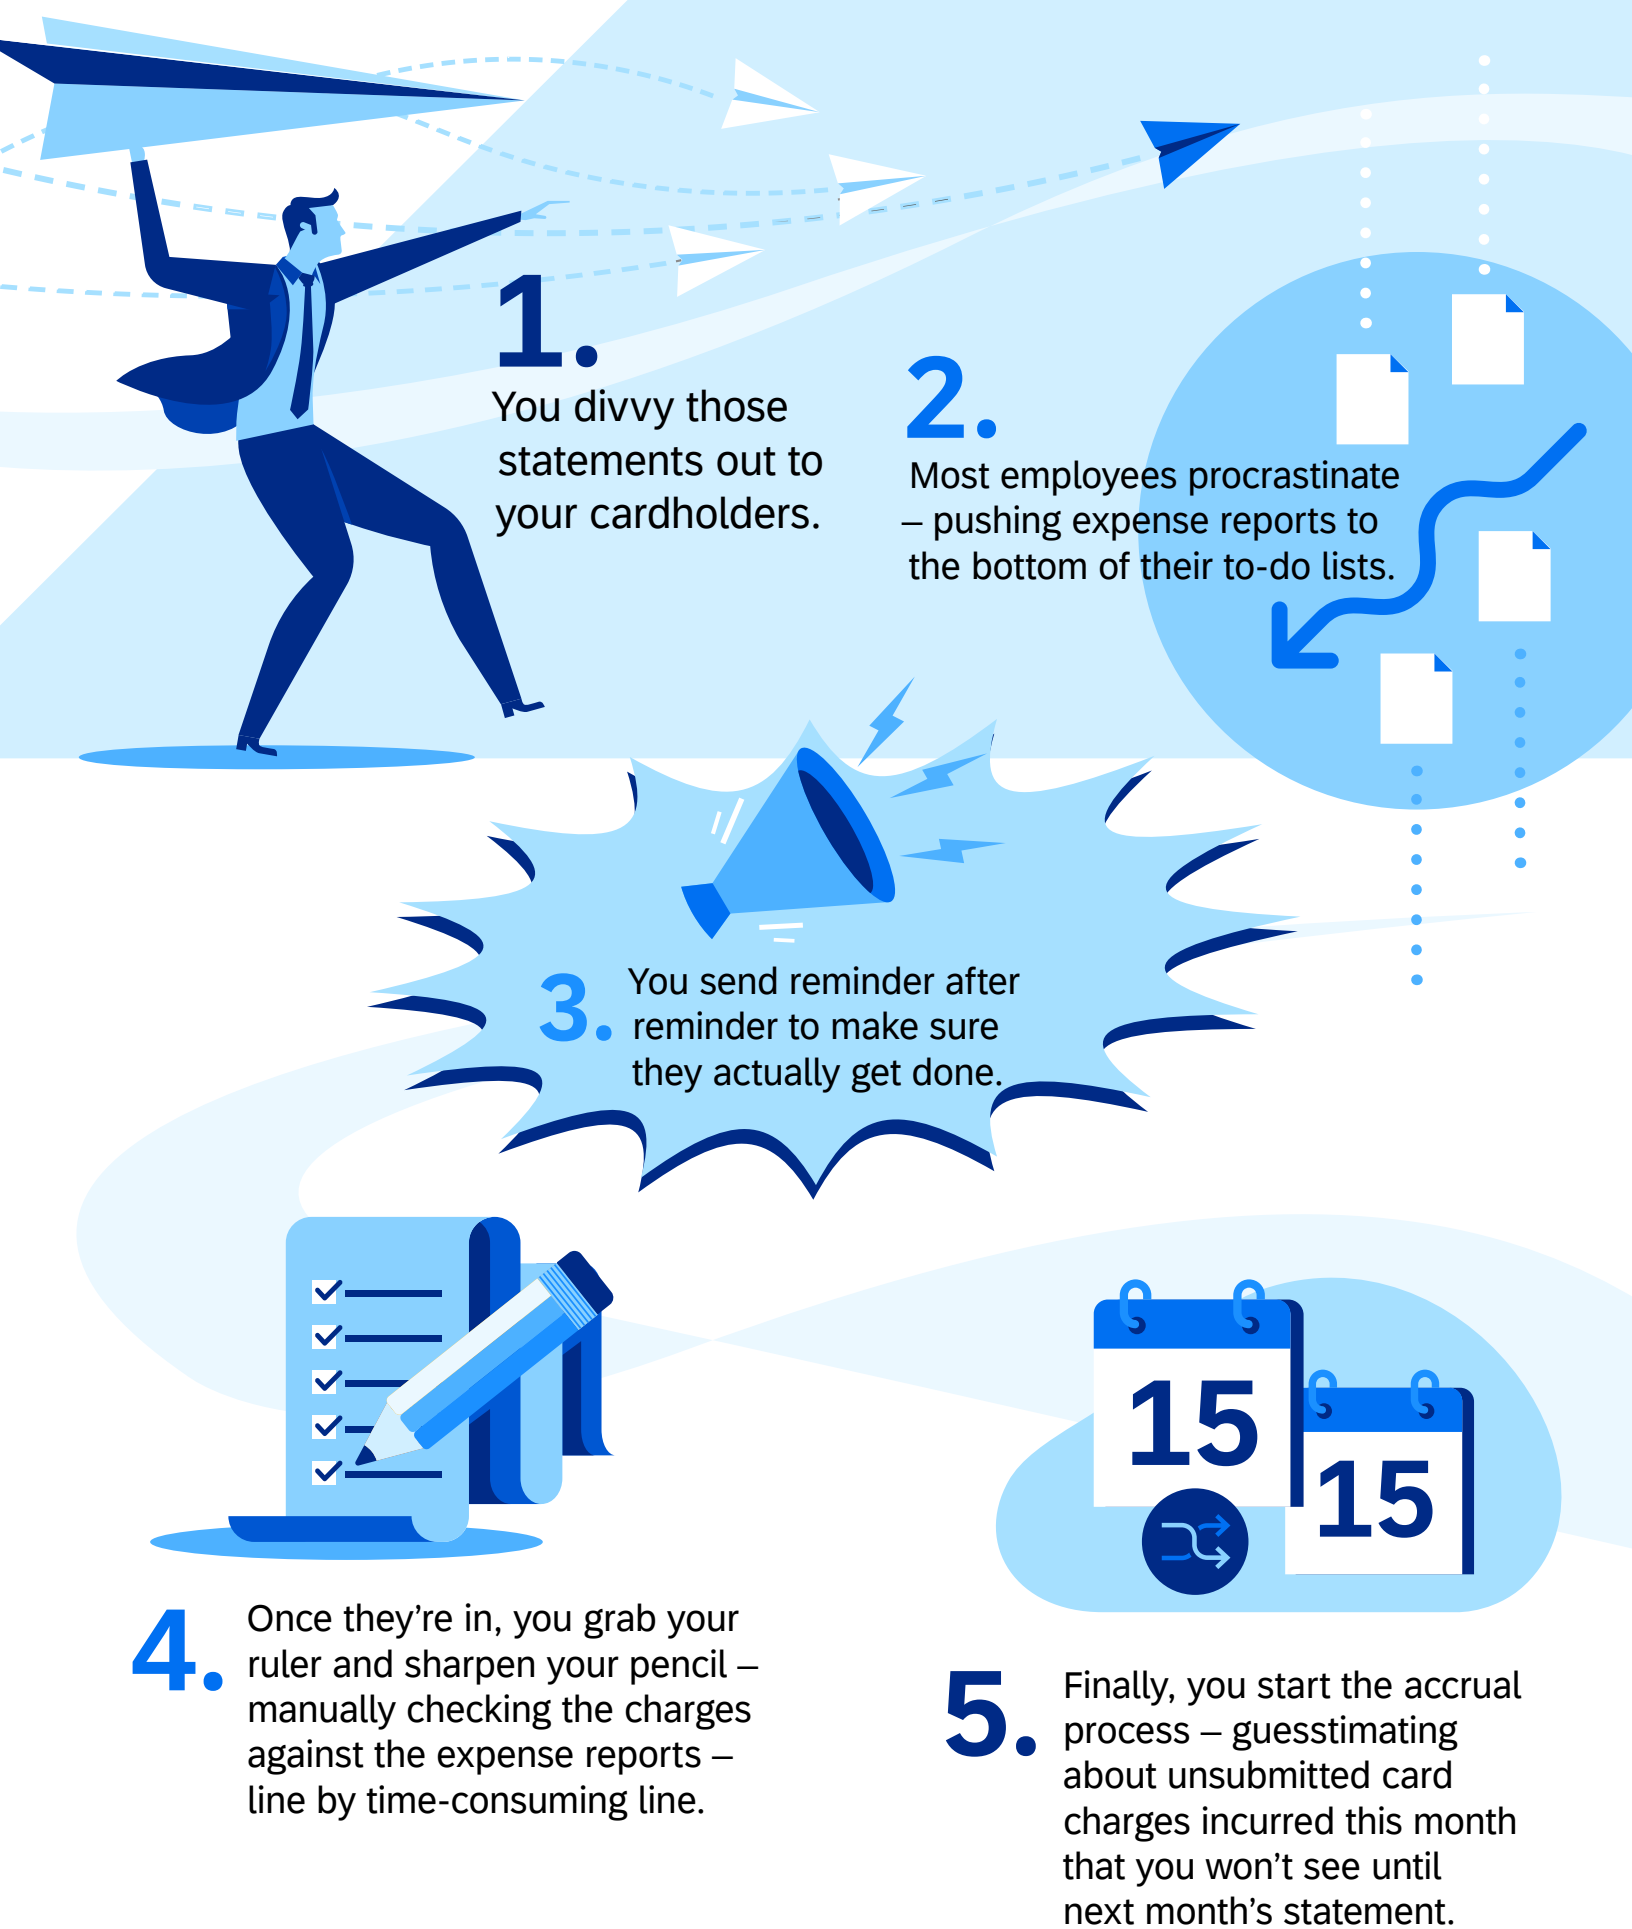 1.
You divvy those
statements out to
your cardholders.
2.
Most employees procrastinate
– pushing expense reports to
the bottom of their to-do lists.
3.
You send reminder after
reminder to make sure
they actually get done.
15
15
4.
Once they’re in, you grab your
ruler and sharpen your pencil –
manually checking the charges
against the expense reports –
line by time-consuming line.
5.
Finally, you start the accrual
process – guesstimating
about unsubmitted card
charges incurred this month
that you won’t see until
next month’s statement.